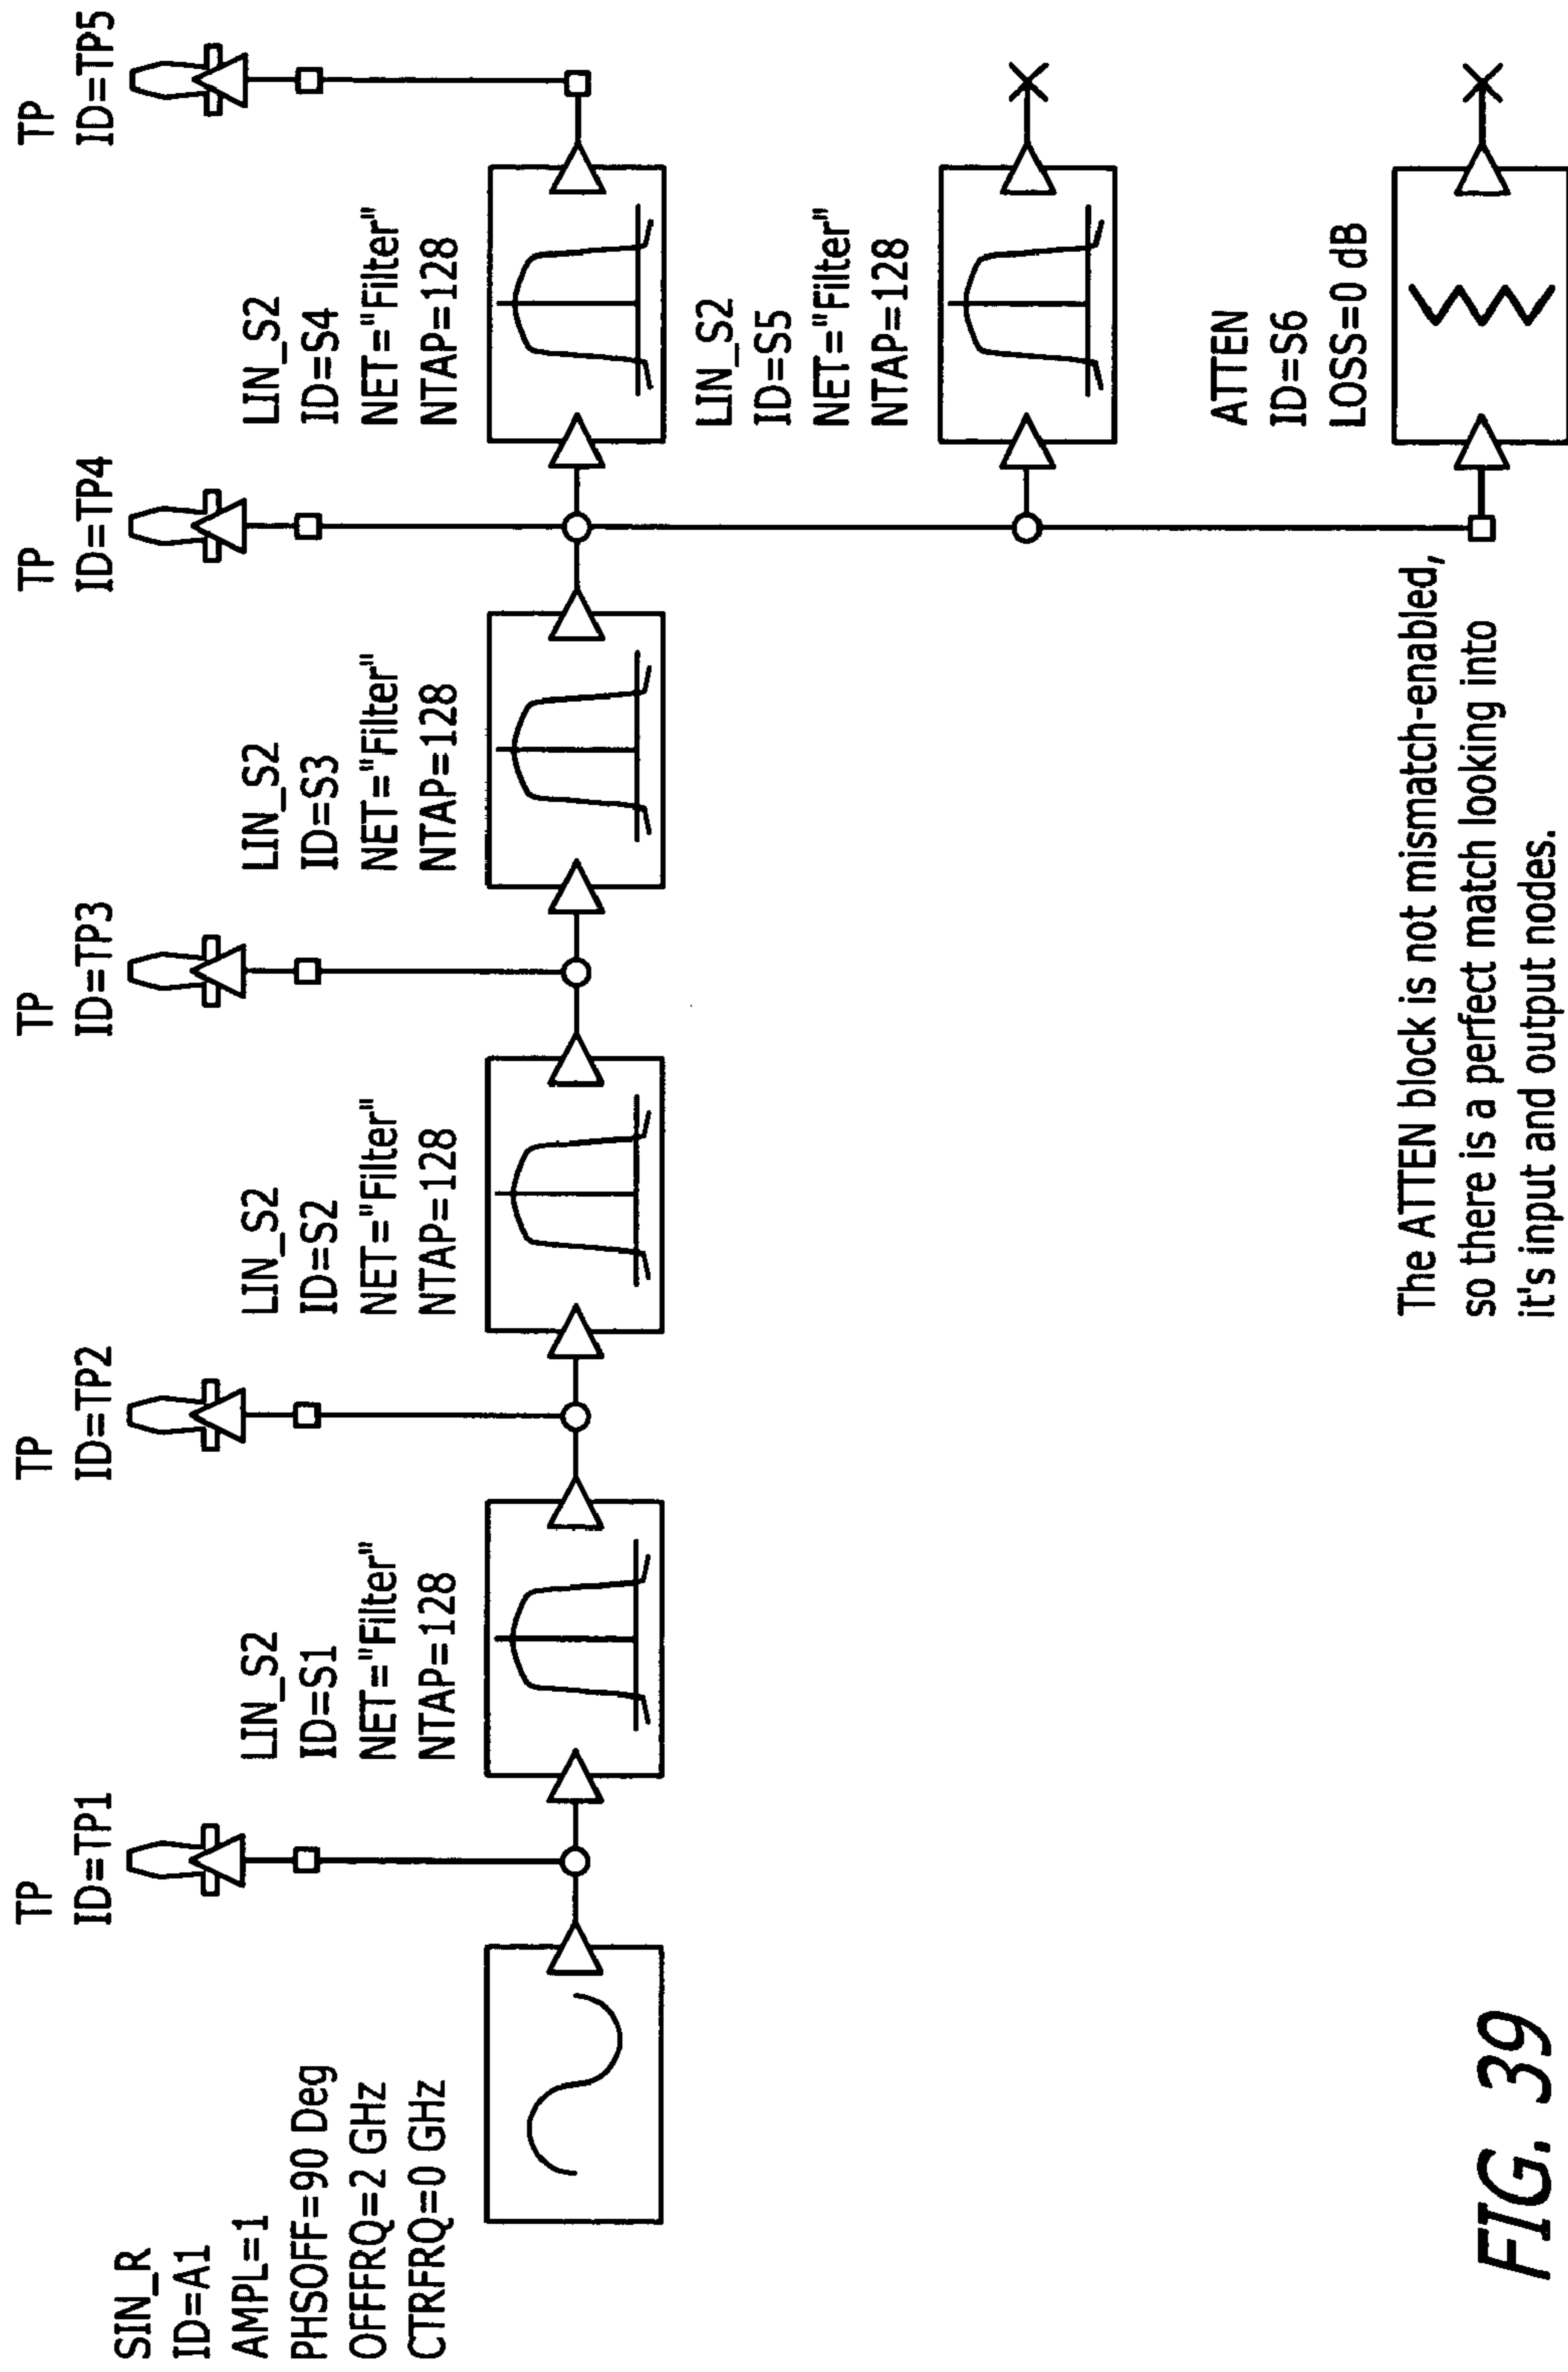 SIN_R
ID=A1
AMPL=1
PHSOFF=90 Deg
OFFFRQ=2 GHz
CTRFRQ=0 GHz
TP
ID=TP1
LIN_S2
ID=S1
NET="Filter"
NTAP=128
TP
ID=TP2
LIN_S2
ID=S2
NET="Filter"
NTAP=128
TP
ID=TP3
LIN_S2
ID=S3
NET="Filter"
NTAP=128
TP
ID=TP4
LIN_S2
ID=S4
NET="Filter"
NTAP=128
TP
ID=TP5
LIN_S2
ID=S5
NET="Filter"
NTAP=128
ATTEN
ID=S6
LOSS=0 dB
The ATTEN block is not mismatch-enabled,
so there is a perfect match looking into
it's input and output nodes.
FIG. 39